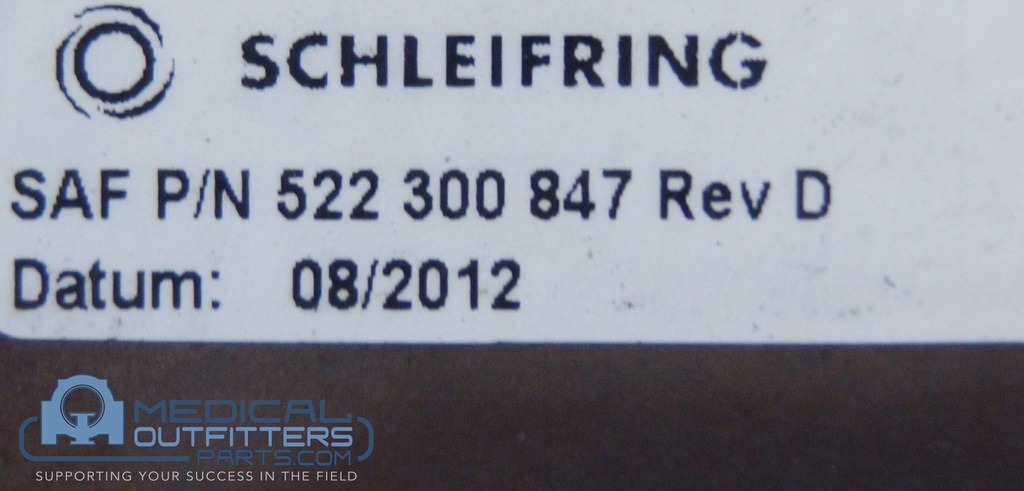 SCHLEIFRING
SAF P/N 522 300 847 Rev D
Datum: 08/2012
MEDICAL
OUTFITTERS
PARTS.COM
SUPPORTING YOUR SUCCESS IN THE FIELD